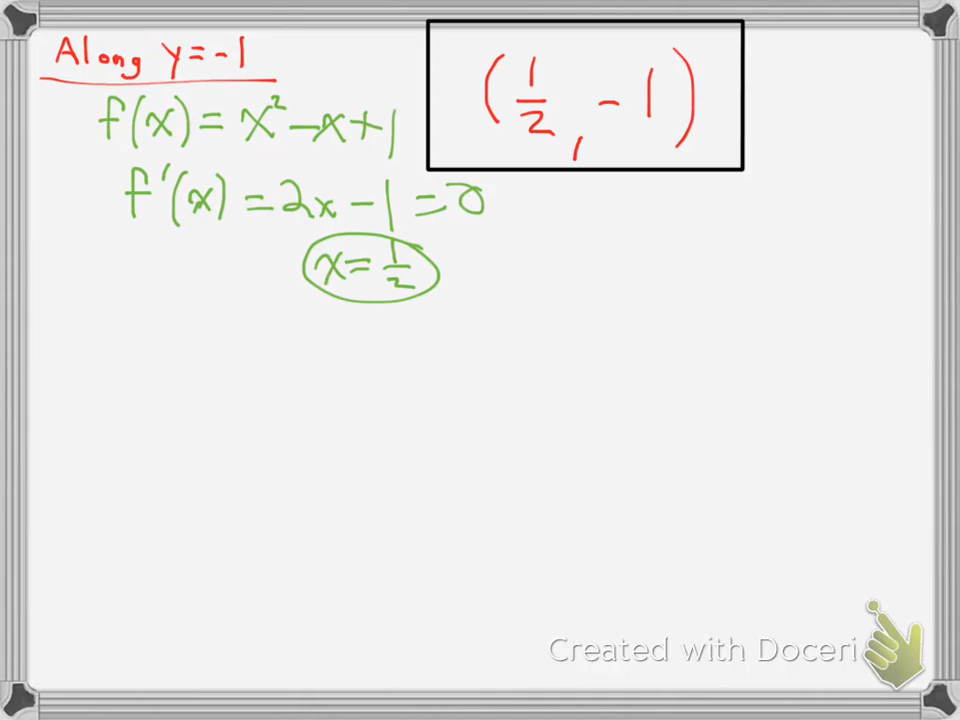 Along y = -1
f(x) = x² - x + 1
f'(x) = 2x - 1 = 0
x = 1/2
(1/2, -1)
Created with Doceri